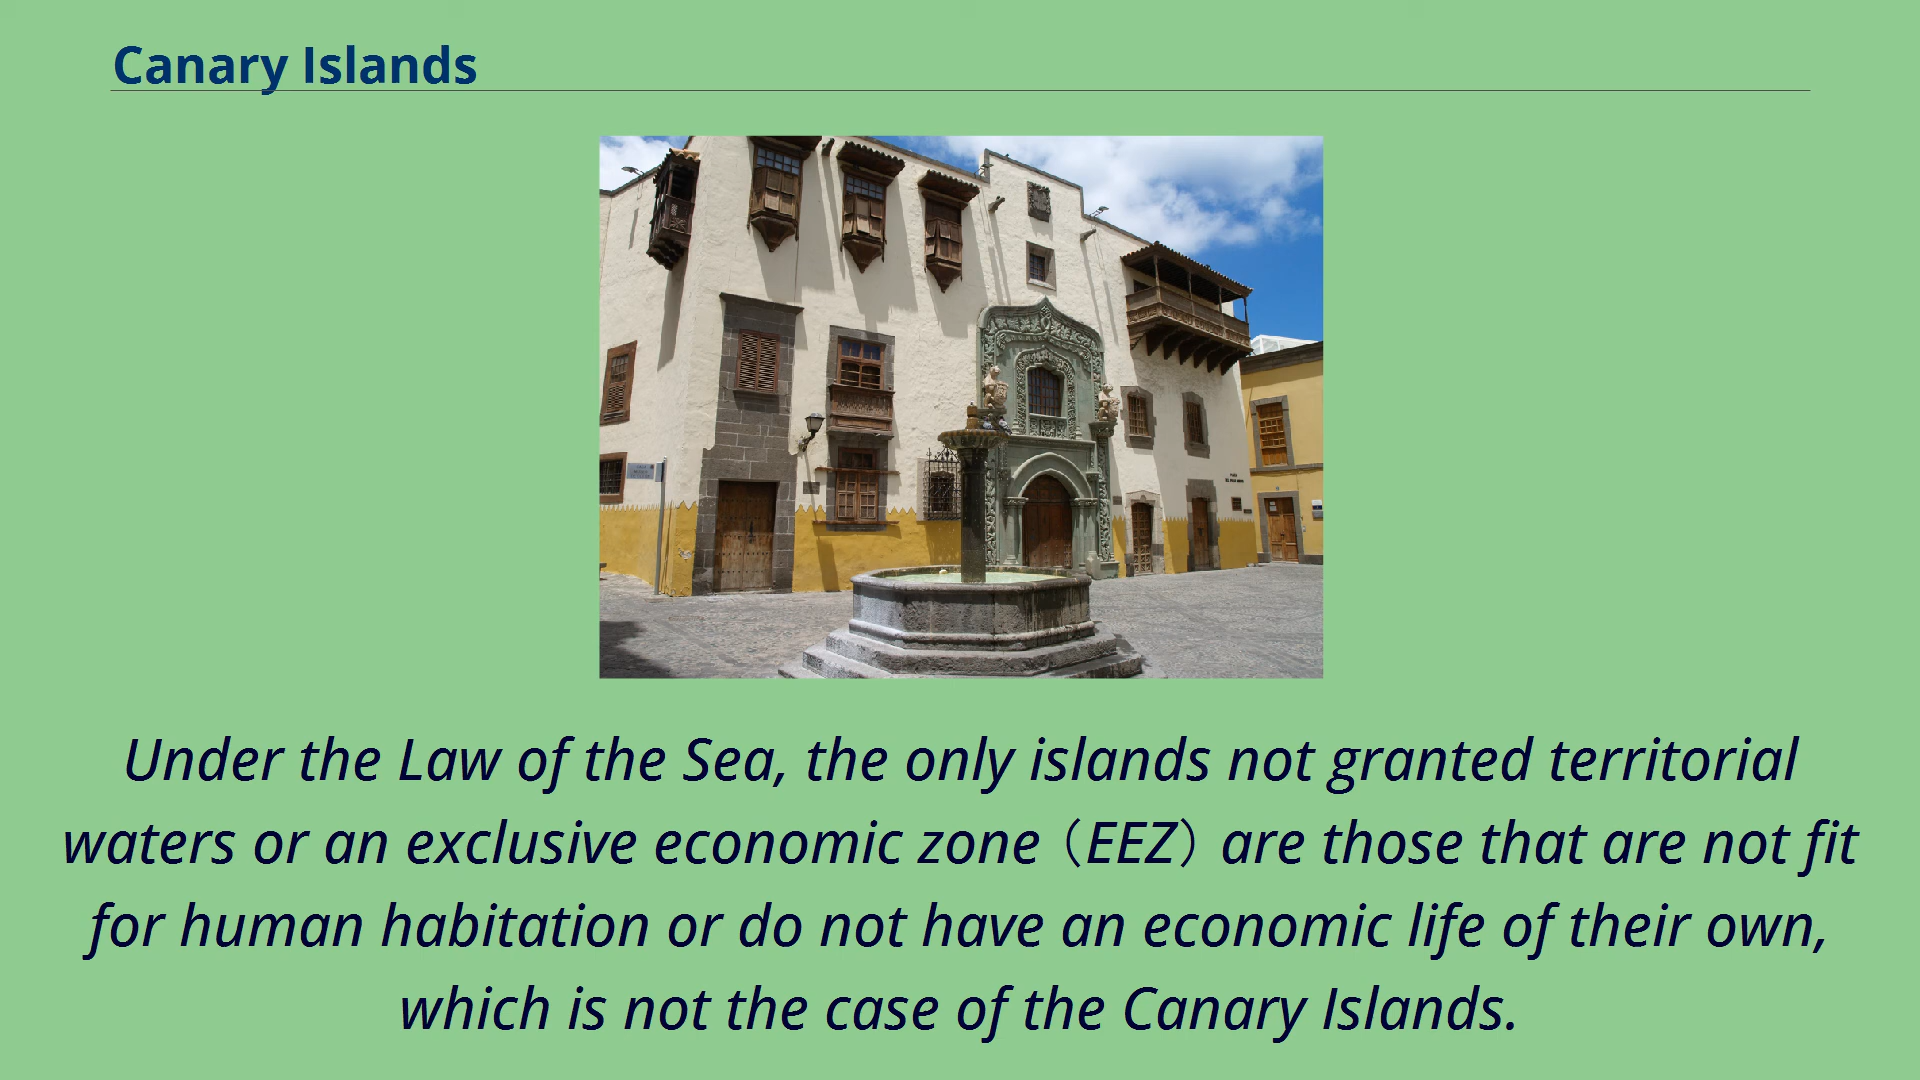 Canary Islands
Under the Law of the Sea, the only islands not granted territorial
waters or an exclusive economic zone（EEZ）are those that are not fit
for human habitation or do not have an economic life of their own,
which is not the case of the Canary Islands.